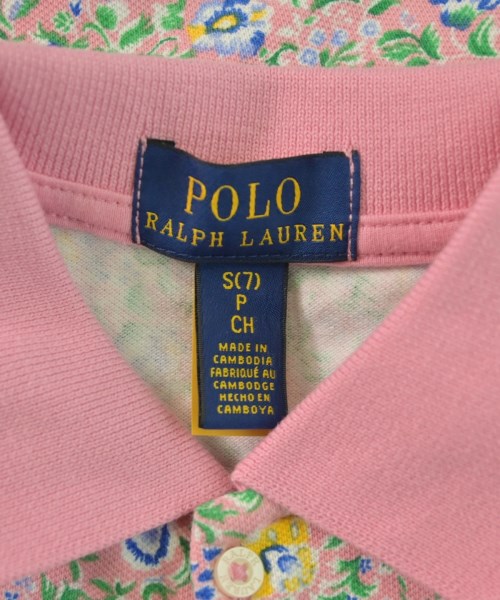 POLO
RALPH LAUREN
S(7)
P
CH
MADE IN
CAMBODIA
FABRIQUÉ AU
CAMBODGE
HECHO EN
CAMBOYA